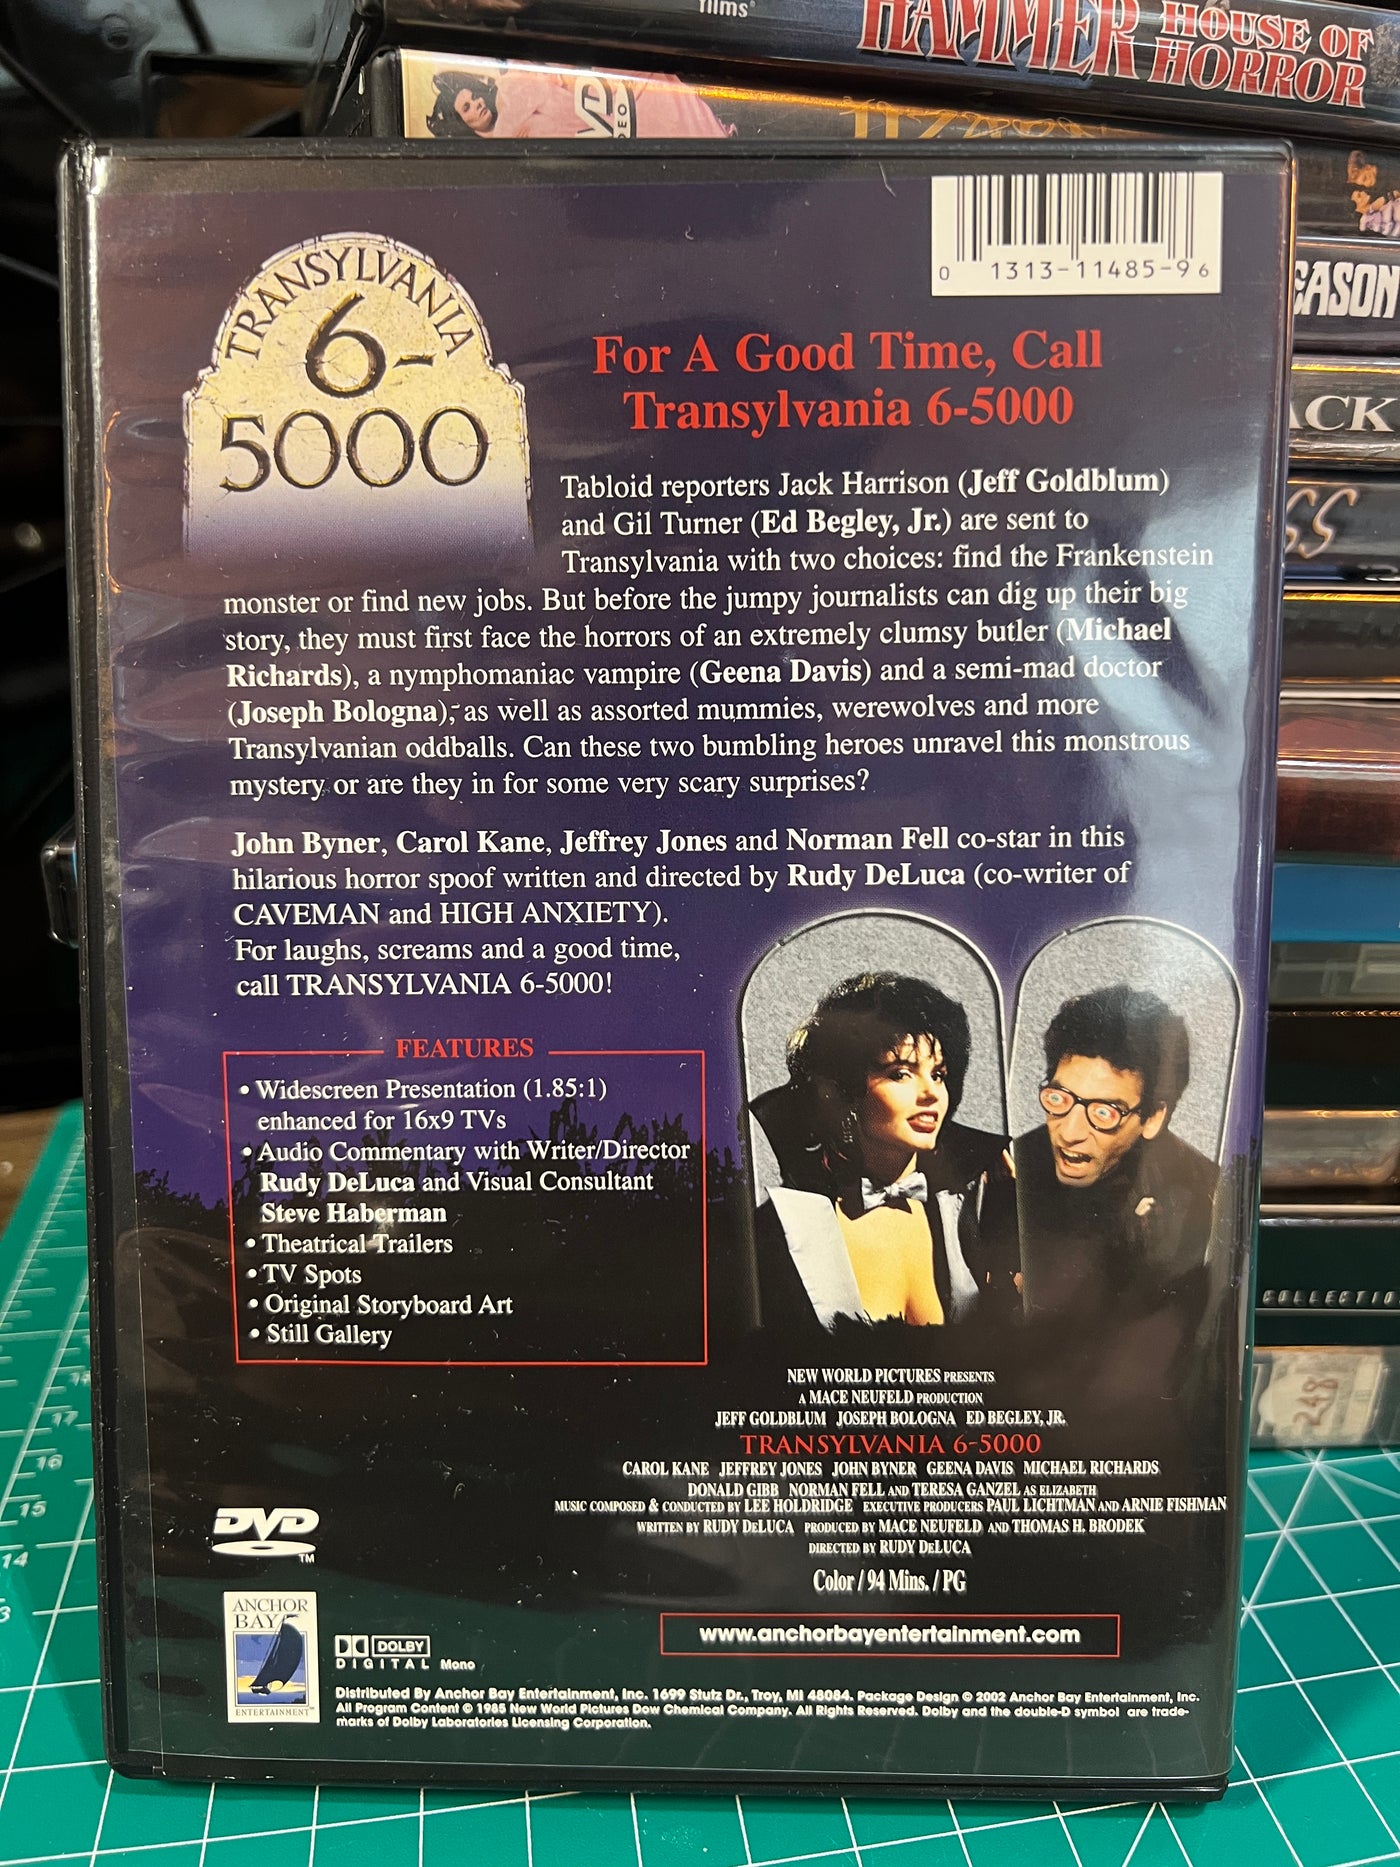 films
HAMMER HOUSE OF
HORROR
EASON
ACK
SS
COLLECTIO
248
17
16
15
14
3
TRANSYLVANIA
6-
5000
0 1313-11485-9 6
For A Good Time, Call
Transylvania 6-5000
Tabloid reporters Jack Harrison (Jeff Goldblum)
and Gil Turner (Ed Begley, Jr.) are sent to
Transylvania with two choices: find the Frankenstein
monster or find new jobs. But before the jumpy journalists can dig up their big
story, they must first face the horrors of an extremely clumsy butler (Michael
Richards), a nymphomaniac vampire (Geena Davis) and a semi-mad doctor
(Joseph Bologna), as well as assorted mummies, werewolves and more
Transylvanian oddballs. Can these two bumbling heroes unravel this monstrous
mystery or are they in for some very scary surprises?
John Byner, Carol Kane, Jeffrey Jones and Norman Fell co-star in this
hilarious horror spoof written and directed by Rudy DeLuca (co-writer of
CAVEMAN and HIGH ANXIETY).
For laughs, screams and a good time,
call TRANSYLVANIA 6-5000!
FEATURES
• Widescreen Presentation (1.85:1)
enhanced for 16x9 TVs
• Audio Commentary with Writer/Director
Rudy DeLuca and Visual Consultant
Steve Haberman
• Theatrical Trailers
• TV Spots
• Original Storyboard Art
• Still Gallery
NEW WORLD PICTURES PRESENTS
A MACE NEUFELD PRODUCTION
JEFF GOLDBLUM JOSEPH BOLOGNA ED BEGLEY, JR.
TRANSYLVANIA 6-5000
CAROL KANE JEFFREY JONES JOHN BYNER GEENA DAVIS MICHAEL RICHARDS
DONALD GIBB NORMAN FELL AND TERESA GANZEL AS ELIZABETH
MUSIC COMPOSED & CONDUCTED BY LEE HOLDRIDGE EXECUTIVE PRODUCERS PAUL LICHTMAN AND ARNIE FISHMAN
WRITTEN BY RUDY DeLUCA PRODUCED BY MACE NEUFELD AND THOMAS H. BRODEK
DIRECTED BY RUDY DeLUCA
Color / 94 Mins. / PG
www.anchorbayentertainment.com
DVD
TM
ANCHOR
BAY
ENTERTAINMENT
DOLBY
DIGITAL Mono
Distributed By Anchor Bay Entertainment, Inc. 1699 Stutz Dr., Troy, MI 48084. Package Design © 2002 Anchor Bay Entertainment, Inc.
All Program Content © 1985 New World Pictures Dow Chemical Company. All Rights Reserved. Dolby and the double-D symbol are trade-
marks of Dolby Laboratories Licensing Corporation.